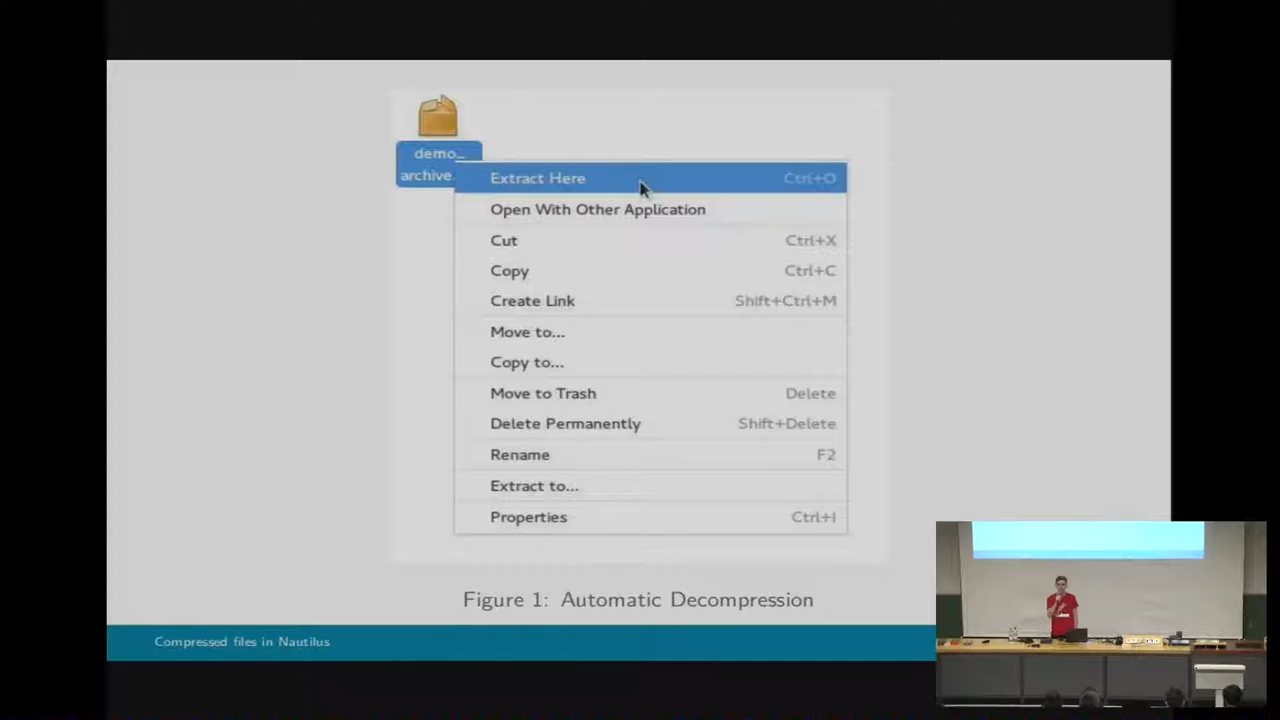 demo_
archive
Extract Here Ctrl+O
Open With Other Application
Cut Ctrl+X
Copy Ctrl+C
Create Link Shift+Ctrl+M
Move to...
Copy to...
Move to Trash Delete
Delete Permanently Shift+Delete
Rename F2
Extract to...
Properties Ctrl+I
Figure 1: Automatic Decompression
Compressed files in Nautilus